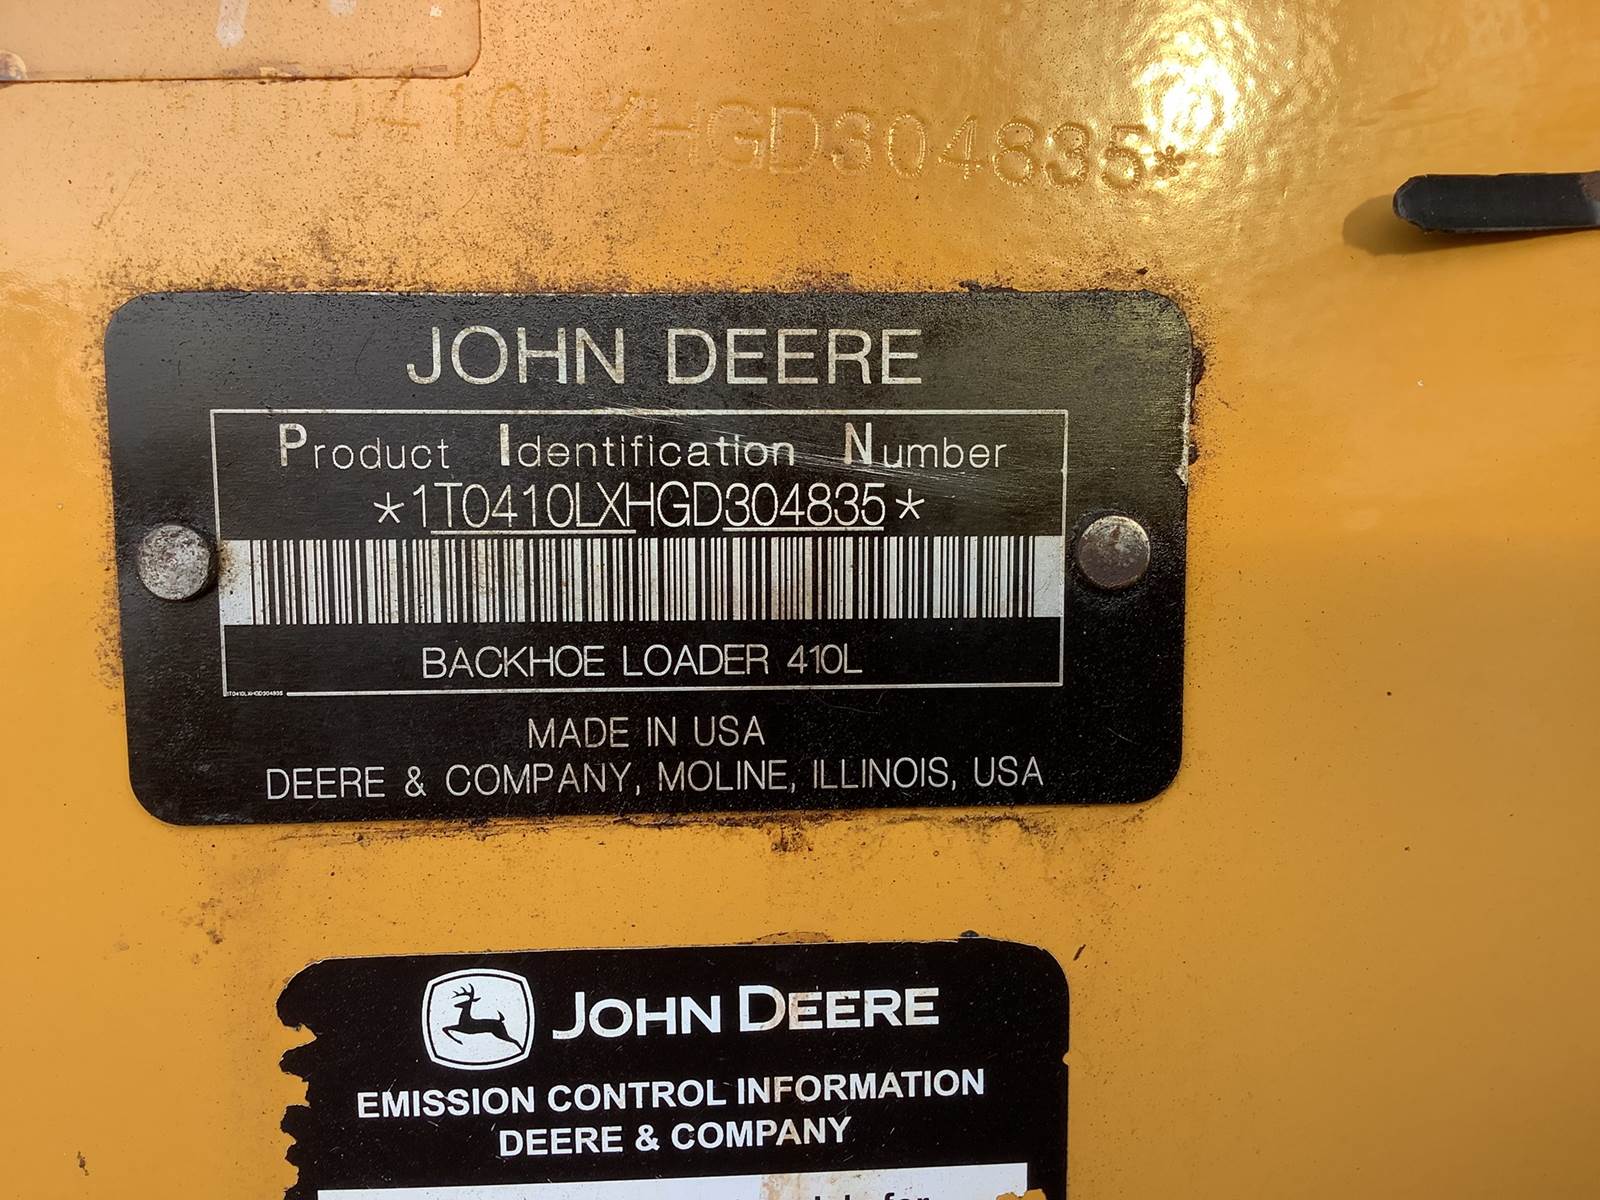 1T0410LXHGD304835*
JOHN DEERE
Product Identification Number
*1T0410LXHGD304835*
BACKHOE LOADER 410L
1T0410LXHGD304835
MADE IN USA
DEERE & COMPANY, MOLINE, ILLINOIS, USA
JOHN DEERE
EMISSION CONTROL INFORMATION
DEERE & COMPANY